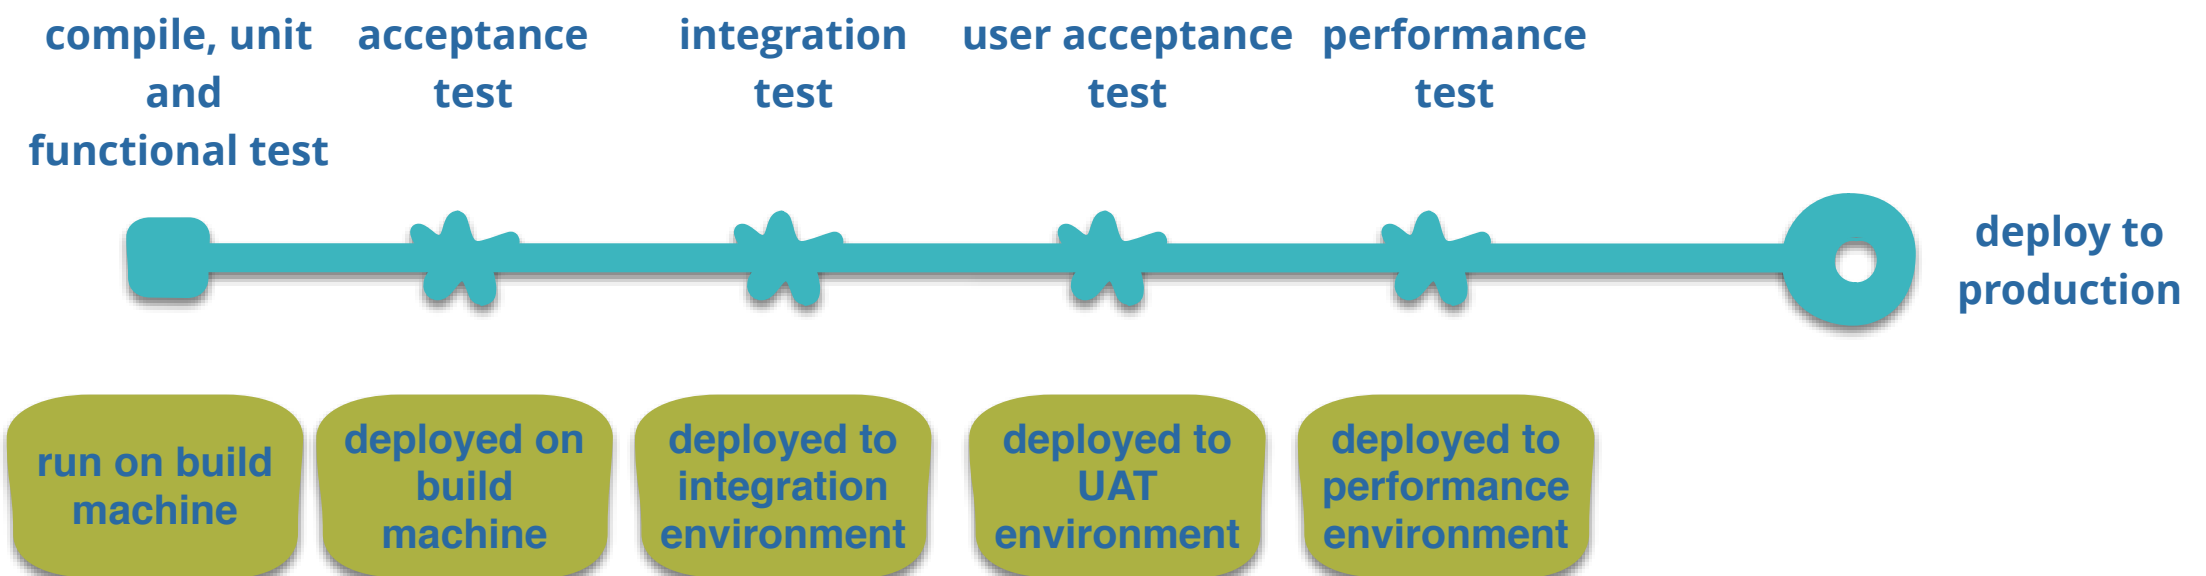 compile, unit
and
functional test
acceptance
test
integration
test
user acceptance
test
performance
test
deploy to
production
run on build
machine
deployed on
build
machine
deployed to
integration
environment
deployed to
UAT
environment
deployed to
performance
environment